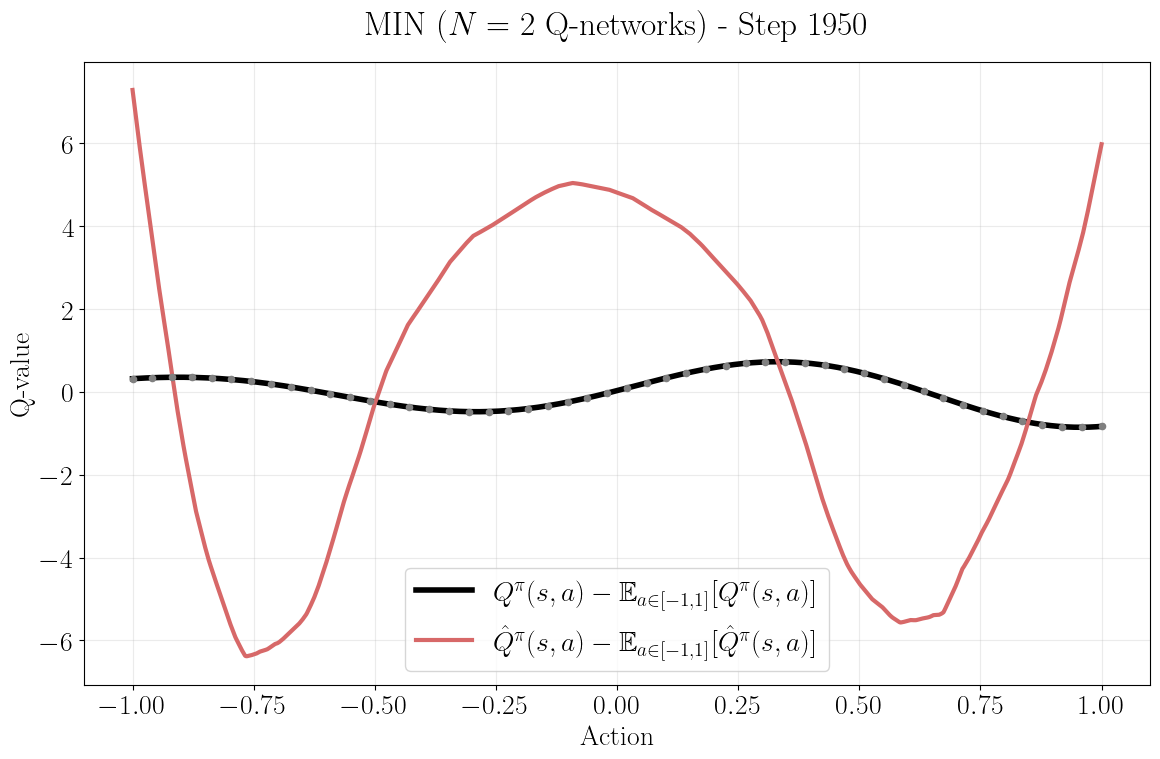 MIN (N = 2 Q-networks) - Step 1950
Q-value
6
4
2
0
−2
−4
−6
Q^π(s, a) − 𝔼_{a∈[−1,1]}[Q^π(s, a)]
Q̂^π(s, a) − 𝔼_{a∈[−1,1]}[Q̂^π(s, a)]
−1.00 −0.75 −0.50 −0.25 0.00 0.25 0.50 0.75 1.00
Action